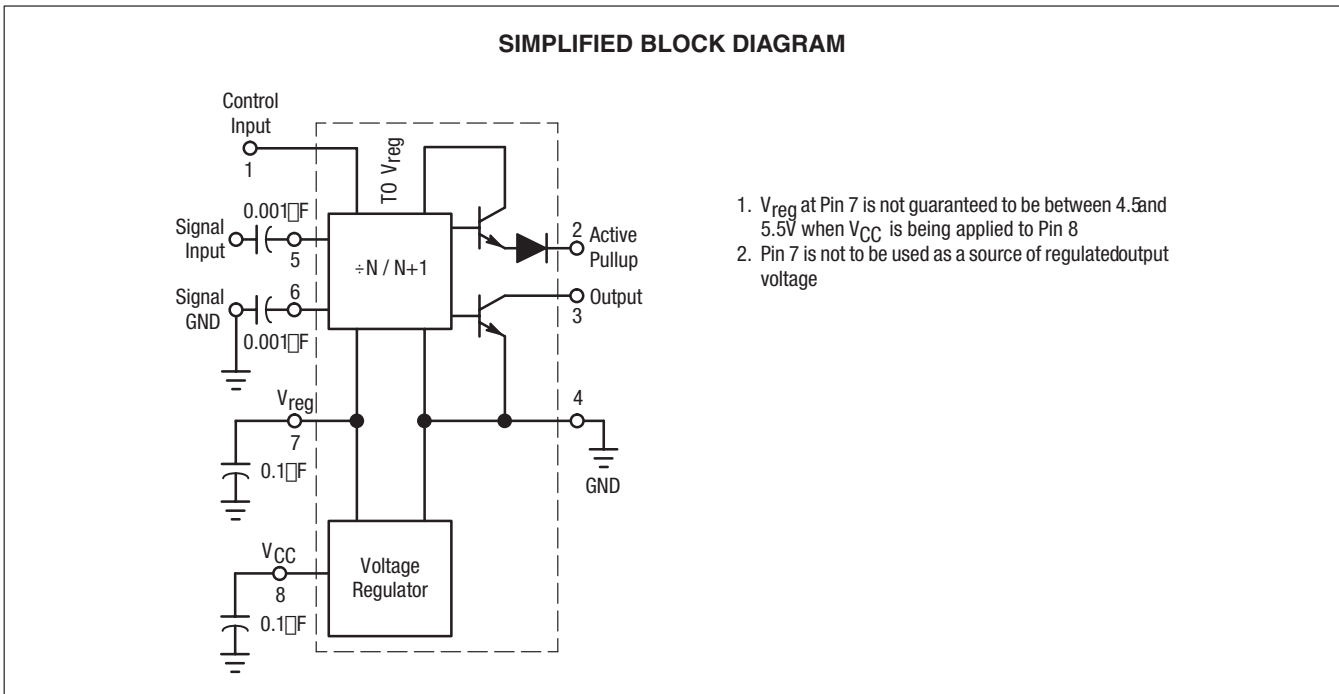 SIMPLIFIED BLOCK DIAGRAM
Control
Input
1
TO Vreg
0.001▯F
Signal
Input
5
÷N / N+1
2
Active
Pullup
Signal
GND
6
0.001▯F
Output
3
Vreg
7
0.1▯F
4
GND
VCC
8
0.1▯F
Voltage
Regulator
1. Vreg at Pin 7 is not guaranteed to be between 4.5and
5.5V when VCC is being applied to Pin 8
2. Pin 7 is not to be used as a source of regulatedoutput
voltage